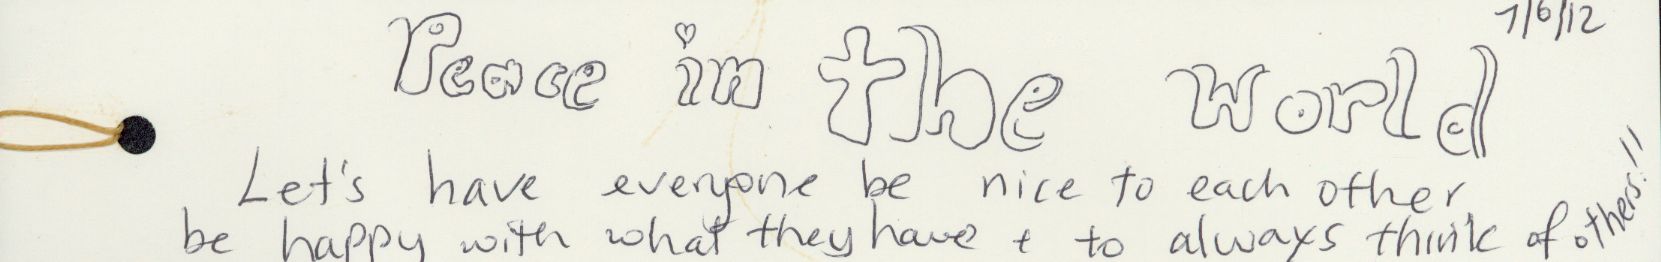 7/6/12
Peace in the World
Let's have everyone be nice to each other
be happy with what they have + to always think of others!!